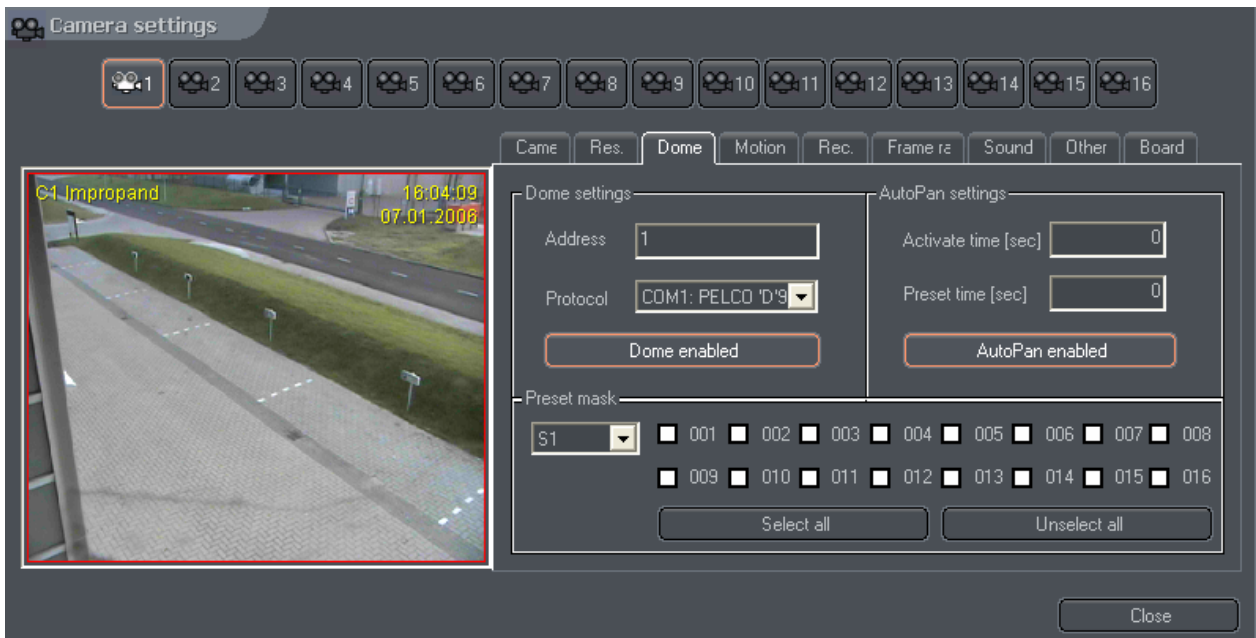 Camera settings
1 2 3 4 5 6 7 8 9 10 11 12 13 14 15 16
Came Res. Dome Motion Rec. Frame ra Sound Other Board
C1 Impropand 16:04:09
07.01.2006
Dome settings
Address 1
Protocol COM1: PELCO 'D'9
Dome enabled
AutoPan settings
Activate time [sec] 0
Preset time [sec] 0
AutoPan enabled
Preset mask
S1 001 002 003 004 005 006 007 008
009 010 011 012 013 014 015 016
Select all Unselect all
Close